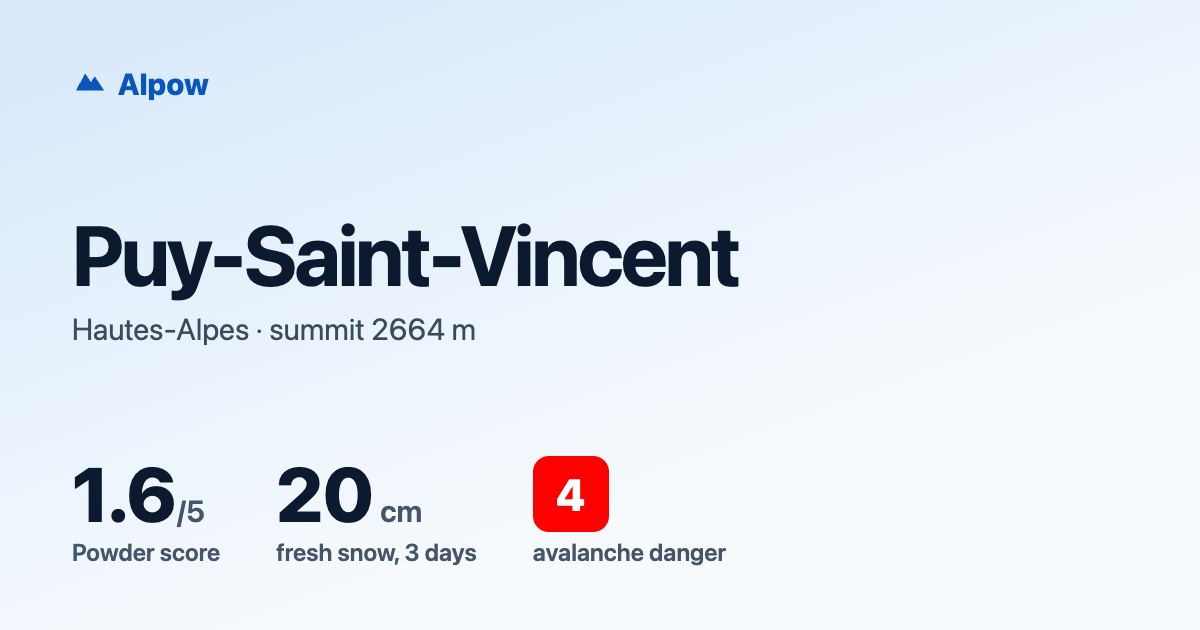 Alpow
Puy-Saint-Vincent
Hautes-Alpes · summit 2664 m
1.6/5
Powder score
20 cm
fresh snow, 3 days
4
avalanche danger